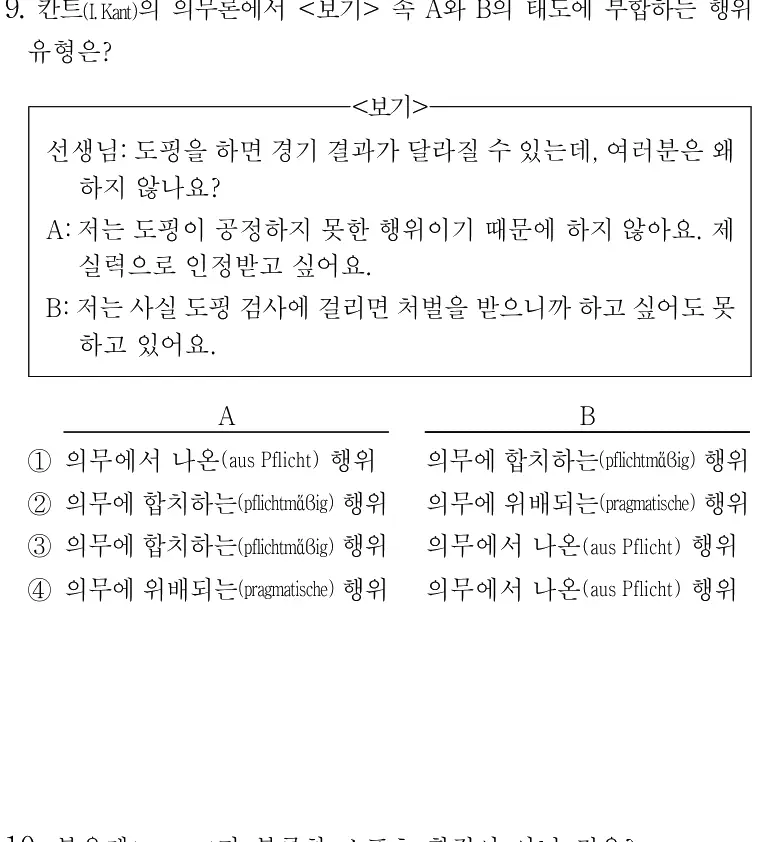 9. 칸트(I. Kant)의 의무론에서 <보기> 속 A와 B의 태도에 부합하는 행위
유형은?
<보기>
선생님: 도핑을 하면 경기 결과가 달라질 수 있는데, 여러분은 왜
하지 않나요?
A: 저는 도핑이 공정하지 못한 행위이기 때문에 하지 않아요. 제
실력으로 인정받고 싶어요.
B: 저는 사실 도핑 검사에 걸리면 처벌을 받으니까 하고 싶어도 못
하고 있어요.
A B
① 의무에서 나온(aus Pflicht) 행위 의무에 합치하는(pflichtmäßig) 행위
② 의무에 합치하는(pflichtmäßig) 행위 의무에 위배되는(pragmatische) 행위
③ 의무에 합치하는(pflichtmäßig) 행위 의무에서 나온(aus Pflicht) 행위
④ 의무에 위배되는(pragmatische) 행위 의무에서 나온(aus Pflicht) 행위